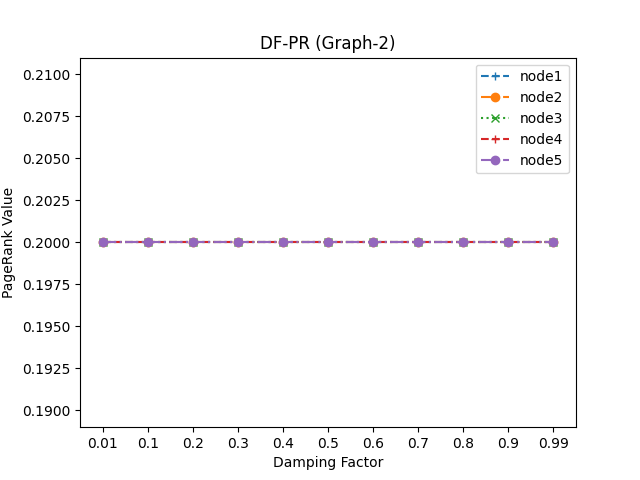 DF-PR (Graph-2)
node1
node2
node3
node4
node5
PageRank Value
0.2100
0.2075
0.2050
0.2025
0.2000
0.1975
0.1950
0.1925
0.1900
0.01 0.1 0.2 0.3 0.4 0.5 0.6 0.7 0.8 0.9 0.99
Damping Factor